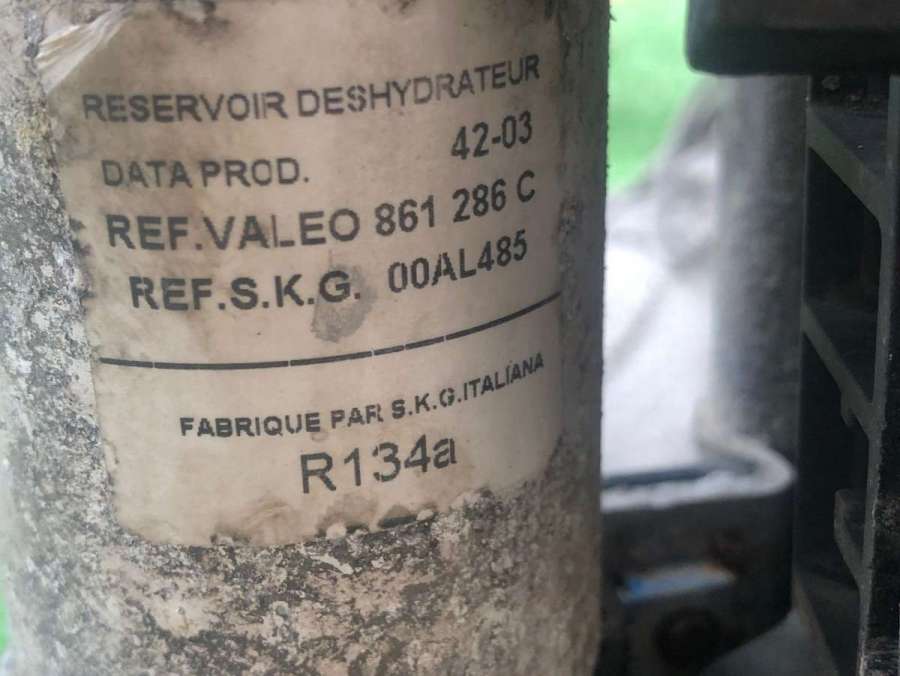 RESERVOIR DESHYDRATEUR
DATA PROD. 42-03
REF.VALEO 861 286 C
REF.S.K.G. 00AL485
FABRIQUE PAR S.K.G.ITALIANA
R134a